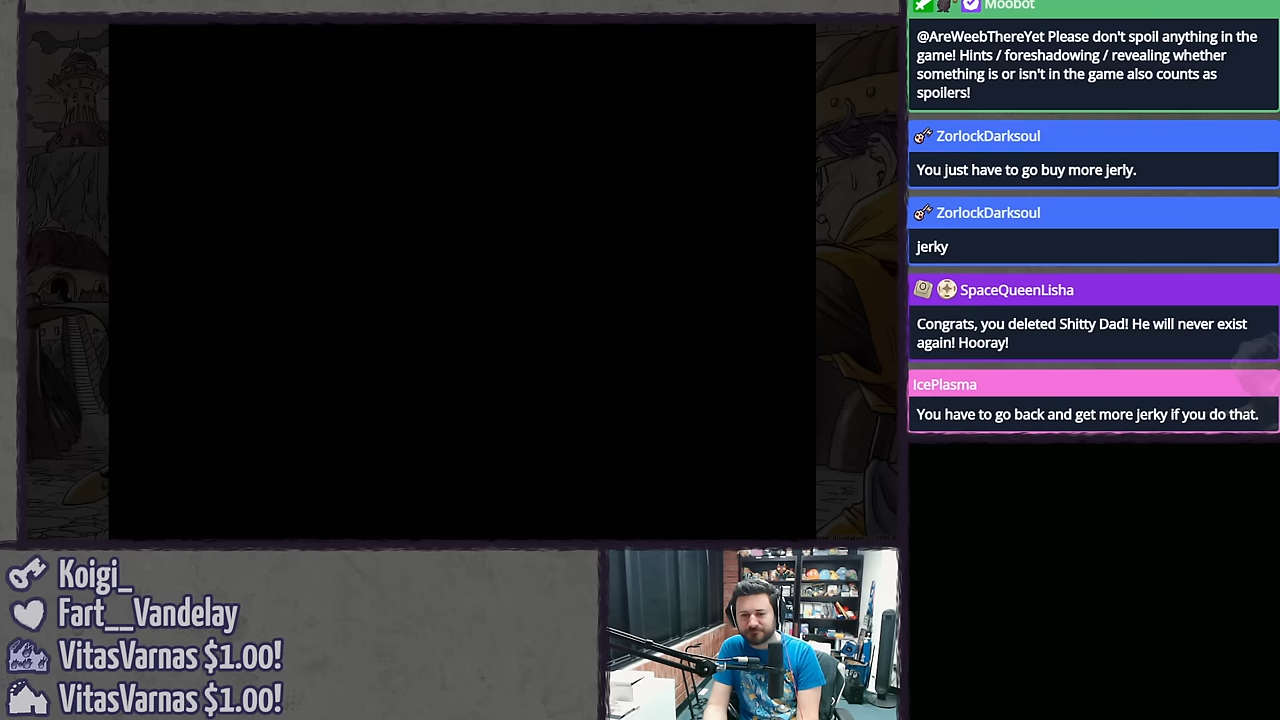 Moobot
@AreWeebThereYet Please don't spoil anything in the
game! Hints / foreshadowing / revealing whether
something is or isn't in the game also counts as
spoilers!
ZorlockDarksoul
You just have to go buy more jerly.
ZorlockDarksoul
jerky
SpaceQueenLisha
Congrats, you deleted Shitty Dad! He will never exist
again! Hooray!
IcePlasma
You have to go back and get more jerky if you do that.
Koigi_
Fart__Vandelay
VitasVarnas $1.00!
VitasVarnas $1.00!